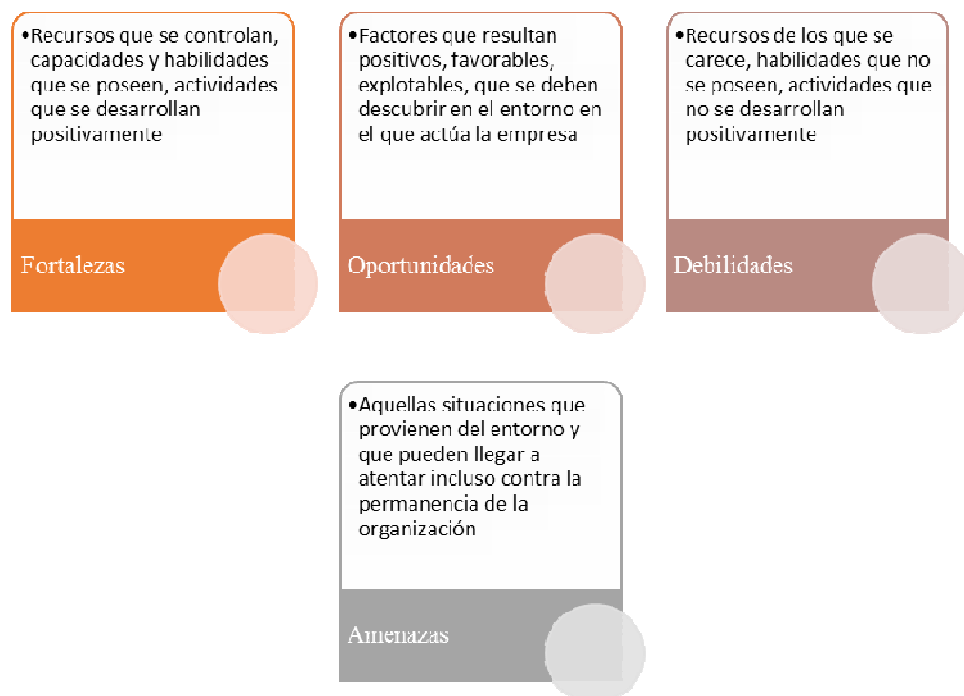 •Recursos que se controlan,
capacidades y habilidades
que se poseen, actividades
que se desarrollan
positivamente
Fortalezas
•Factores que resultan
positivos, favorables,
explotables, que se deben
descubrir en el entorno en
el que actúa la empresa
Oportunidades
•Recursos de los que se
carece, habilidades que no
se poseen, actividades que
no se desarrollan
positivamente
Debilidades
•Aquellas situaciones que
provienen del entorno y
que pueden llegar a
atentar incluso contra la
permanencia de la
organización
Amenazas